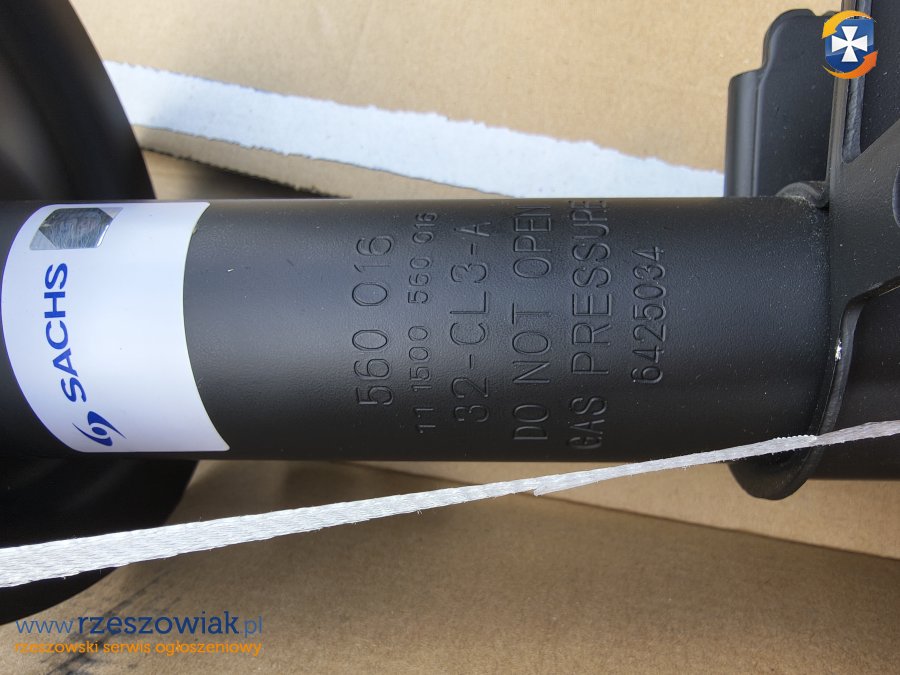 SACHS
560 016
11 1500 560 016
32-CL3-A
DO NOT OPEN
GAS PRESSURE
6425034
www.rzeszowiak.pl
rzeszowski serwis ogłoszeniowy